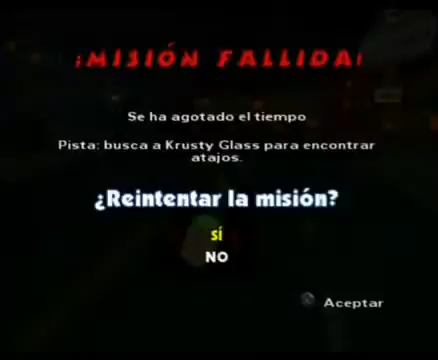 ¡MISIÓN FALLIDA!
Se ha agotado el tiempo
Pista: busca a Krusty Glass para encontrar
atajos.
¿Reintentar la misión?
SÍ
NO
Aceptar